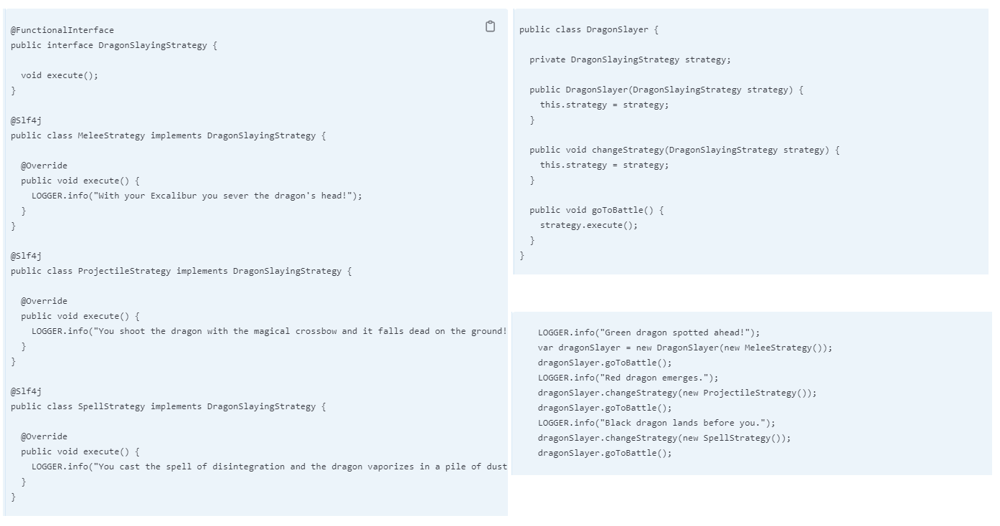 @FunctionalInterface
public interface DragonSlayingStrategy {
void execute();
}
@Slf4j
public class MeleeStrategy implements DragonSlayingStrategy {
@Override
public void execute() {
LOGGER.info("With your Excalibur you sever the dragon's head!");
}
}
@Slf4j
public class ProjectileStrategy implements DragonSlayingStrategy {
@Override
public void execute() {
LOGGER.info("You shoot the dragon with the magical crossbow and it falls dead on the ground!
}
}
@Slf4j
public class SpellStrategy implements DragonSlayingStrategy {
@Override
public void execute() {
LOGGER.info("You cast the spell of disintegration and the dragon vaporizes in a pile of dust
}
}
public class DragonSlayer {
private DragonSlayingStrategy strategy;
public DragonSlayer(DragonSlayingStrategy strategy) {
this.strategy = strategy;
}
public void changeStrategy(DragonSlayingStrategy strategy) {
this.strategy = strategy;
}
public void goToBattle() {
strategy.execute();
}
}
LOGGER.info("Green dragon spotted ahead!");
var dragonSlayer = new DragonSlayer(new MeleeStrategy());
dragonSlayer.goToBattle();
LOGGER.info("Red dragon emerges.");
dragonSlayer.changeStrategy(new ProjectileStrategy());
dragonSlayer.goToBattle();
LOGGER.info("Black dragon lands before you.");
dragonSlayer.changeStrategy(new SpellStrategy());
dragonSlayer.goToBattle();